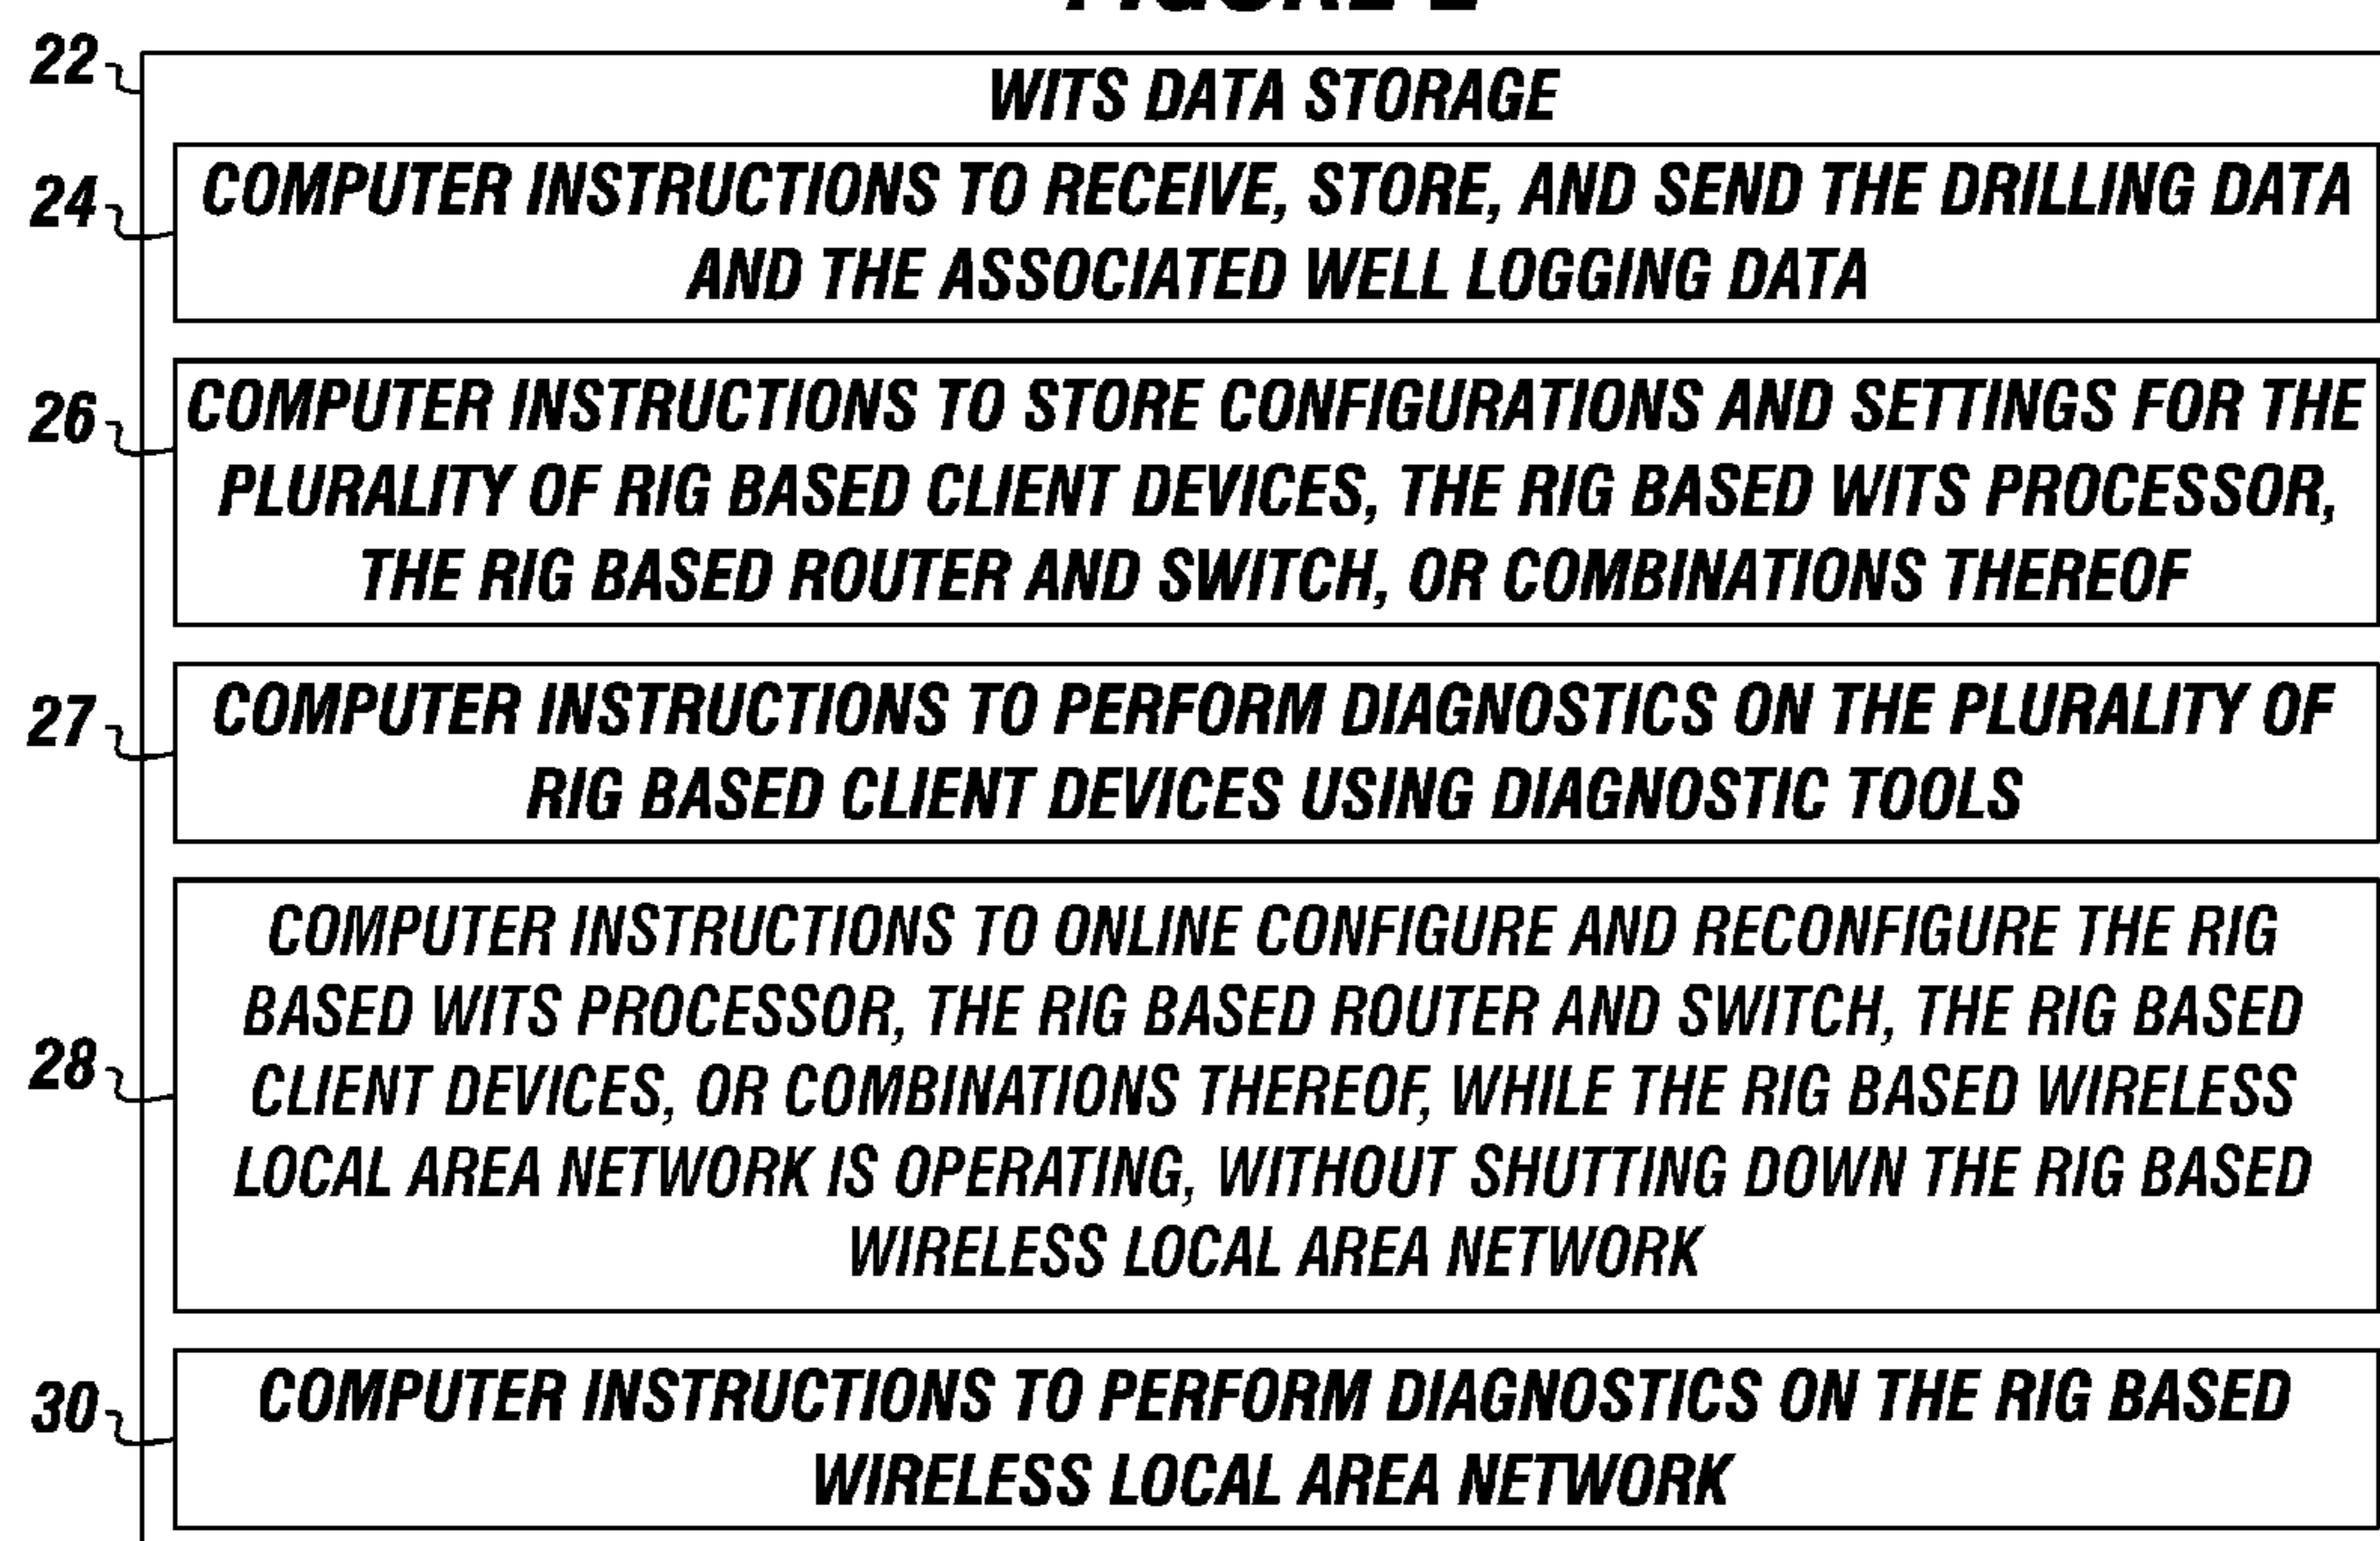 FIGURE 2
22
WITS DATA STORAGE
24
COMPUTER INSTRUCTIONS TO RECEIVE, STORE, AND SEND THE DRILLING DATA
AND THE ASSOCIATED WELL LOGGING DATA
26
COMPUTER INSTRUCTIONS TO STORE CONFIGURATIONS AND SETTINGS FOR THE
PLURALITY OF RIG BASED CLIENT DEVICES, THE RIG BASED WITS PROCESSOR,
THE RIG BASED ROUTER AND SWITCH, OR COMBINATIONS THEREOF
27
COMPUTER INSTRUCTIONS TO PERFORM DIAGNOSTICS ON THE PLURALITY OF
RIG BASED CLIENT DEVICES USING DIAGNOSTIC TOOLS
28
COMPUTER INSTRUCTIONS TO ONLINE CONFIGURE AND RECONFIGURE THE RIG
BASED WITS PROCESSOR, THE RIG BASED ROUTER AND SWITCH, THE RIG BASED
CLIENT DEVICES, OR COMBINATIONS THEREOF, WHILE THE RIG BASED WIRELESS
LOCAL AREA NETWORK IS OPERATING, WITHOUT SHUTTING DOWN THE RIG BASED
WIRELESS LOCAL AREA NETWORK
30
COMPUTER INSTRUCTIONS TO PERFORM DIAGNOSTICS ON THE RIG BASED
WIRELESS LOCAL AREA NETWORK